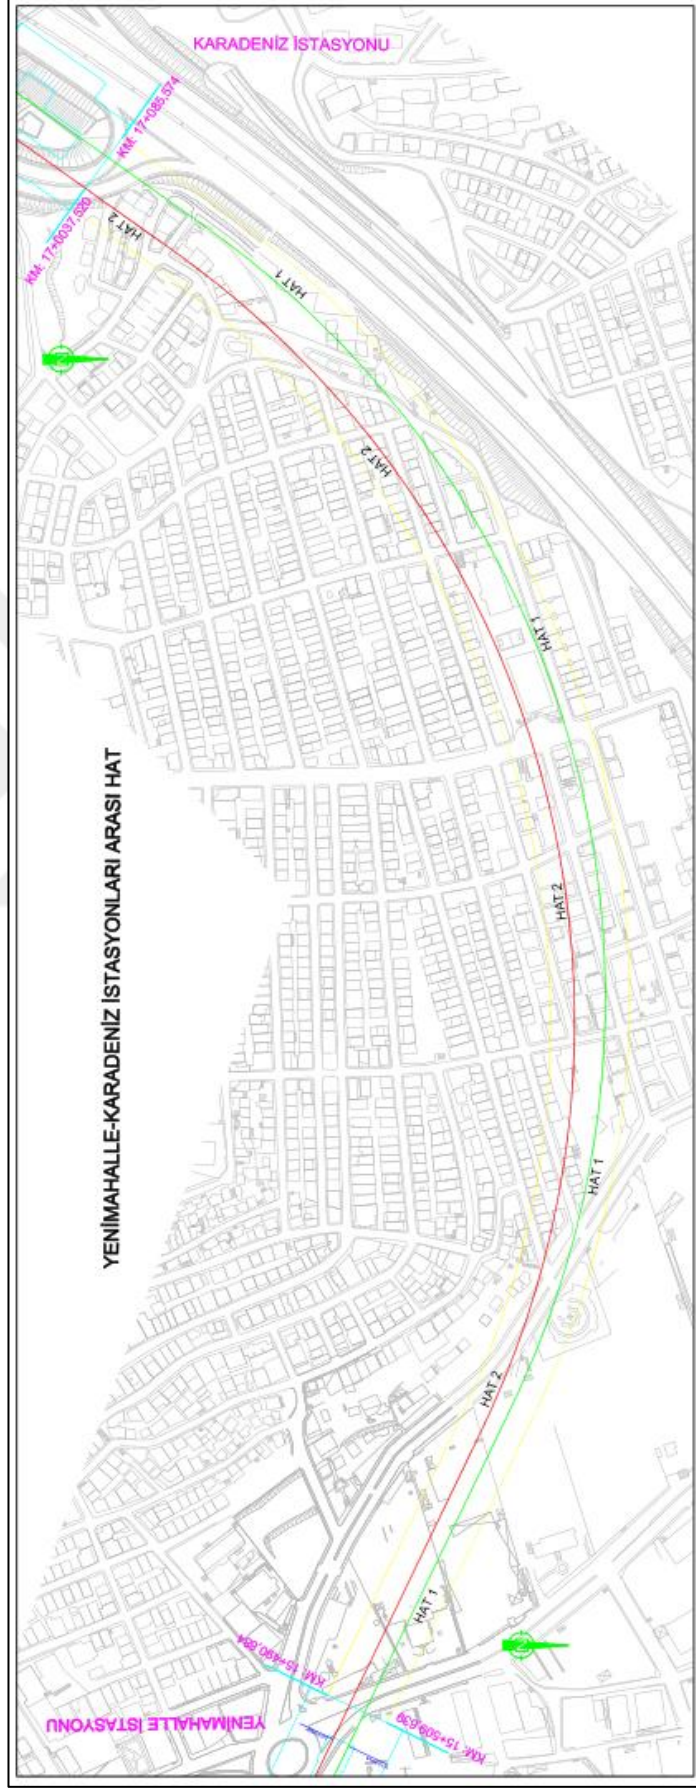 KARADENİZ İSTASYONU
KM: 17+085,574
KM: 17+0037,520
HAT 2
HAT 1
HAT 2
HAT 1
YENİMAHALLE-KARADENİZ İSTASYONLARI ARASI HAT
HAT 2
HAT 1
HAT 2
HAT 1
KM: 15+490,884
YENİMAHALLE İSTASYONU
KM: 15+509,639